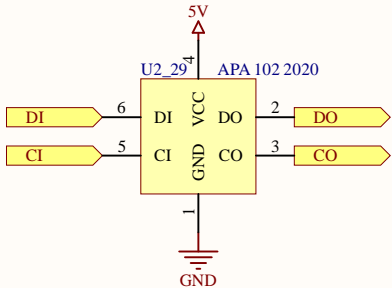 5V
4
U2_29 APA 102 2020
DI 6 DI VCC DO 2 DO
CI 5 CI GND CO 3 CO
1
GND